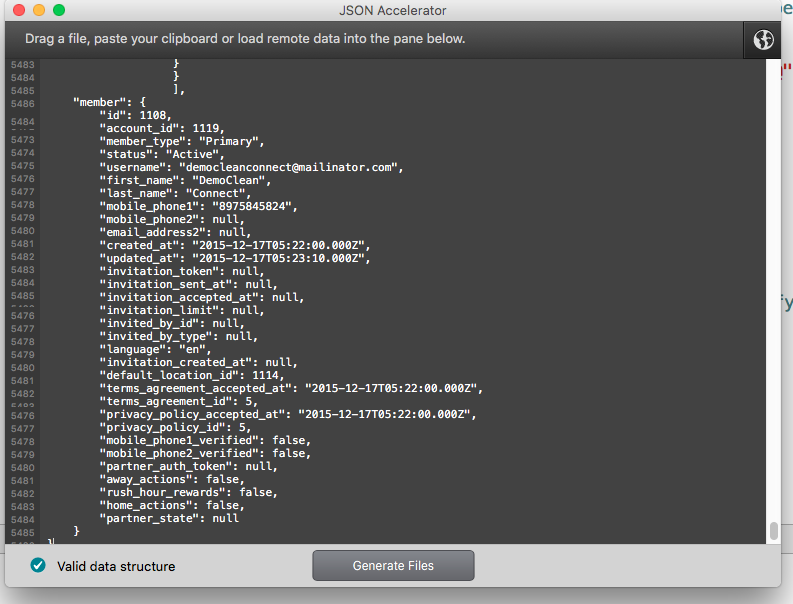 JSON Accelerator
Drag a file, paste your clipboard or load remote data into the pane below.
5483 }
5484 }
5485 ],
5486 "member": {
"id": 1108,
5484
"account_id": 1119,
5473 "member_type": "Primary",
5474 "status": "Active",
5475 "username": "democleanconnect@mailinator.com",
5476 "first_name": "DemoClean",
5477 "last_name": "Connect",
5478 "mobile_phone1": "8975845824",
5479 "mobile_phone2": null,
5480 "email_address2": null,
5481 "created_at": "2015-12-17T05:22:00.000Z",
5482 "updated_at": "2015-12-17T05:23:10.000Z",
5483 "invitation_token": null,
5484 "invitation_sent_at": null,
5485 "invitation_accepted_at": null,
"invitation_limit": null,
5476
5477 "invited_by_id": null,
5478 "invited_by_type": null,
5479 "language": "en",
5480 "invitation_created_at": null,
5481 "default_location_id": 1114,
5482 "terms_agreement_accepted_at": "2015-12-17T05:22:00.000Z",
"terms_agreement_id": 5,
5476 "privacy_policy_accepted_at": "2015-12-17T05:22:00.000Z",
5477 "privacy_policy_id": 5,
5478 "mobile_phone1_verified": false,
5479 "mobile_phone2_verified": false,
5480 "partner_auth_token": null,
5481 "away_actions": false,
5482 "rush_hour_rewards": false,
5483 "home_actions": false,
5484 "partner_state": null
5485 }
}
Valid data structure
Generate Files